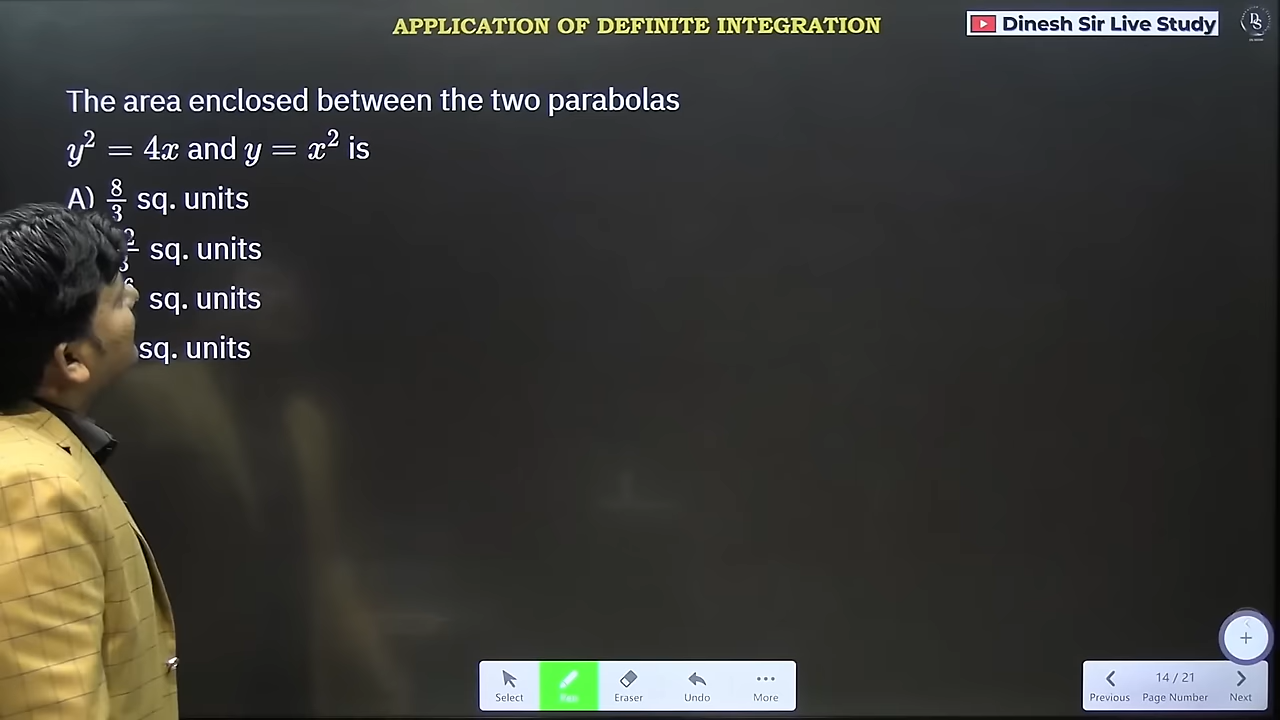 APPLICATION OF DEFINITE INTEGRATION
Dinesh Sir Live Study
DS
The area enclosed between the two parabolas
y² = 4x and y = x² is
A) 8/3 sq. units
sq. units
sq. units
sq. units
Select
Pen
Eraser
Undo
More
Previous
14 / 21
Page Number
Next